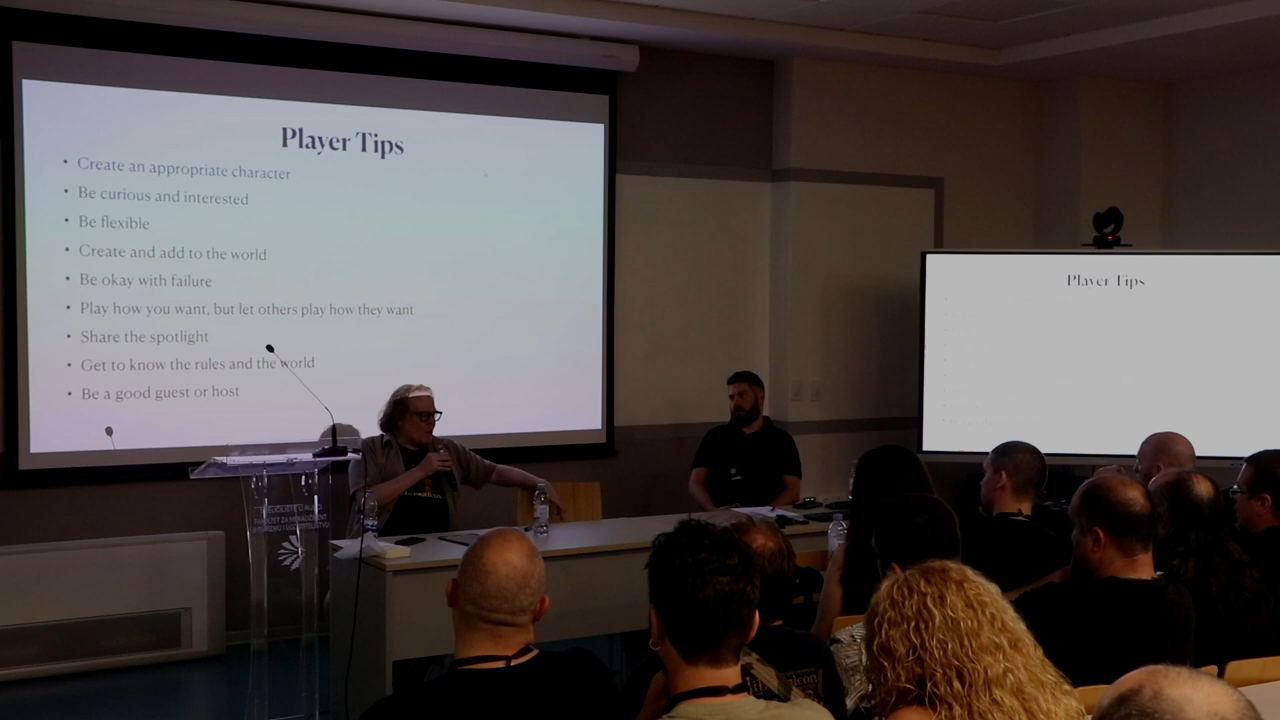 Player Tips
• Create an appropriate character
• Be curious and interested
• Be flexible
• Create and add to the world
• Be okay with failure
• Play how you want, but let others play how they want
• Share the spotlight
• Get to know the rules and the world
• Be a good guest or host
Player Tips